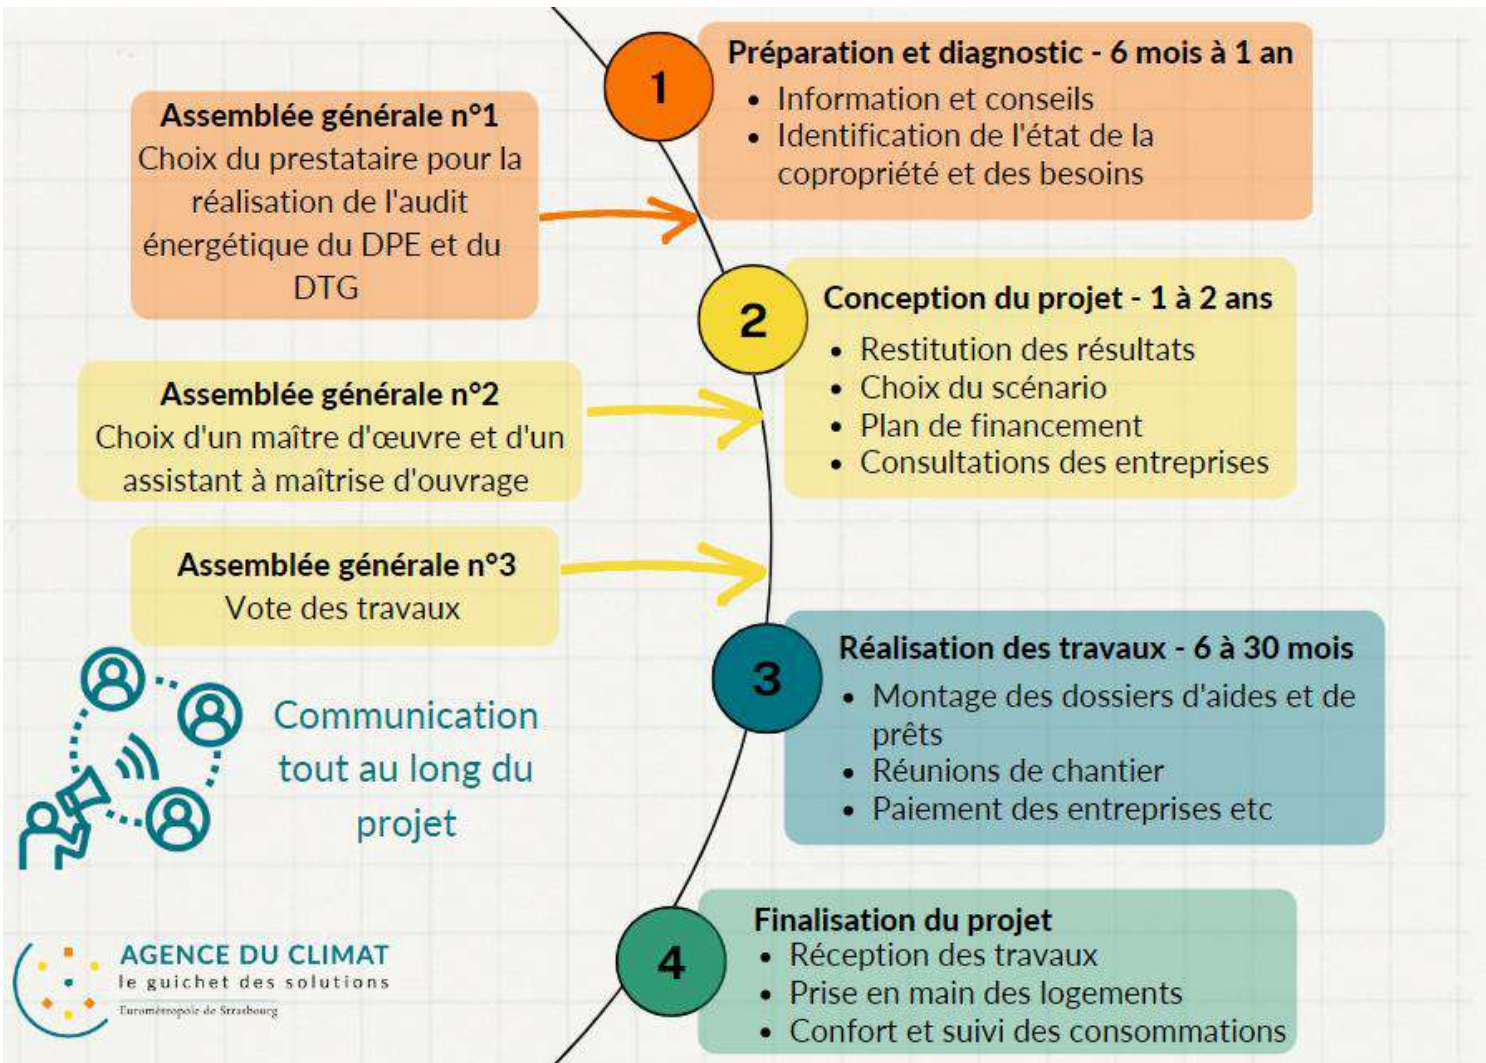 1
Préparation et diagnostic - 6 mois à 1 an
• Information et conseils
• Identification de l'état de la
copropriété et des besoins
Assemblée générale n°1
Choix du prestataire pour la
réalisation de l'audit
énergétique du DPE et du
DTG
2
Conception du projet - 1 à 2 ans
• Restitution des résultats
• Choix du scénario
• Plan de financement
• Consultations des entreprises
Assemblée générale n°2
Choix d'un maître d'œuvre et d'un
assistant à maîtrise d'ouvrage
Assemblée générale n°3
Vote des travaux
3
Réalisation des travaux - 6 à 30 mois
• Montage des dossiers d'aides et de
prêts
• Réunions de chantier
• Paiement des entreprises etc
Communication
tout au long du
projet
4
Finalisation du projet
• Réception des travaux
• Prise en main des logements
• Confort et suivi des consommations
AGENCE DU CLIMAT
le guichet des solutions
Eurométropole de Strasbourg